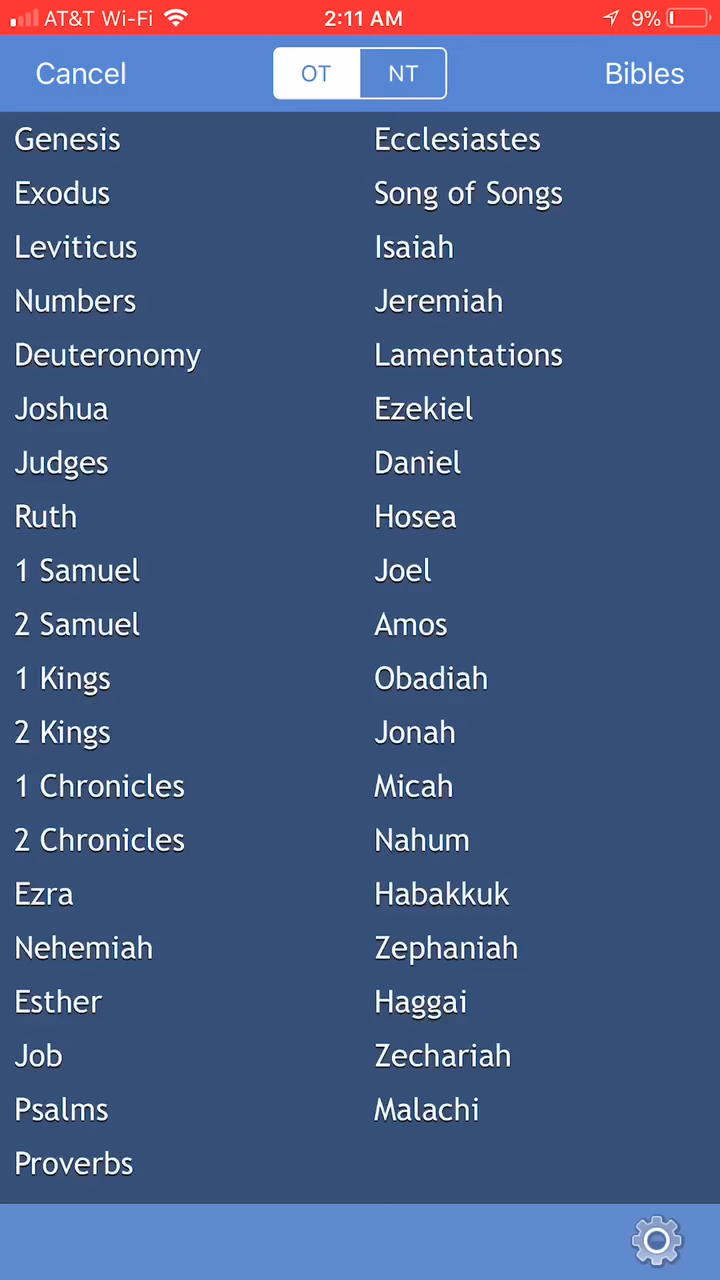 AT&T Wi-Fi 2:11 AM 9%
Cancel OT NT Bibles
Genesis
Exodus
Leviticus
Numbers
Deuteronomy
Joshua
Judges
Ruth
1 Samuel
2 Samuel
1 Kings
2 Kings
1 Chronicles
2 Chronicles
Ezra
Nehemiah
Esther
Job
Psalms
Proverbs
Ecclesiastes
Song of Songs
Isaiah
Jeremiah
Lamentations
Ezekiel
Daniel
Hosea
Joel
Amos
Obadiah
Jonah
Micah
Nahum
Habakkuk
Zephaniah
Haggai
Zechariah
Malachi